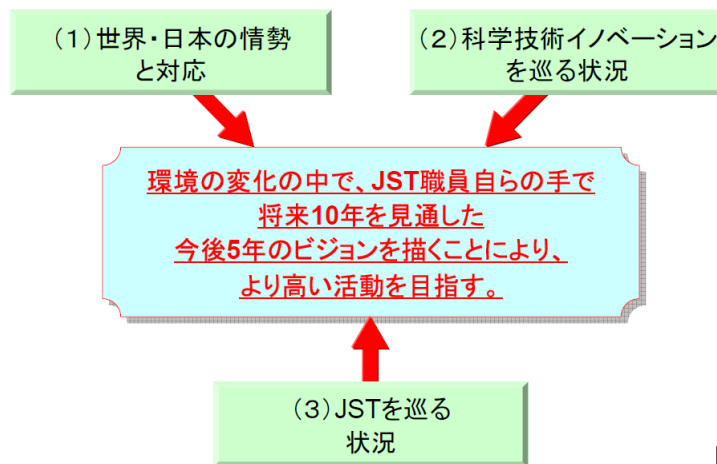 （１）世界・日本の情勢
と対応
（２）科学技術イノベーション
を巡る状況
環境の変化の中で、JST職員自らの手で
将来10年を見通した
今後5年のビジョンを描くことにより、
より高い活動を目指す。
（３）JSTを巡る
状況